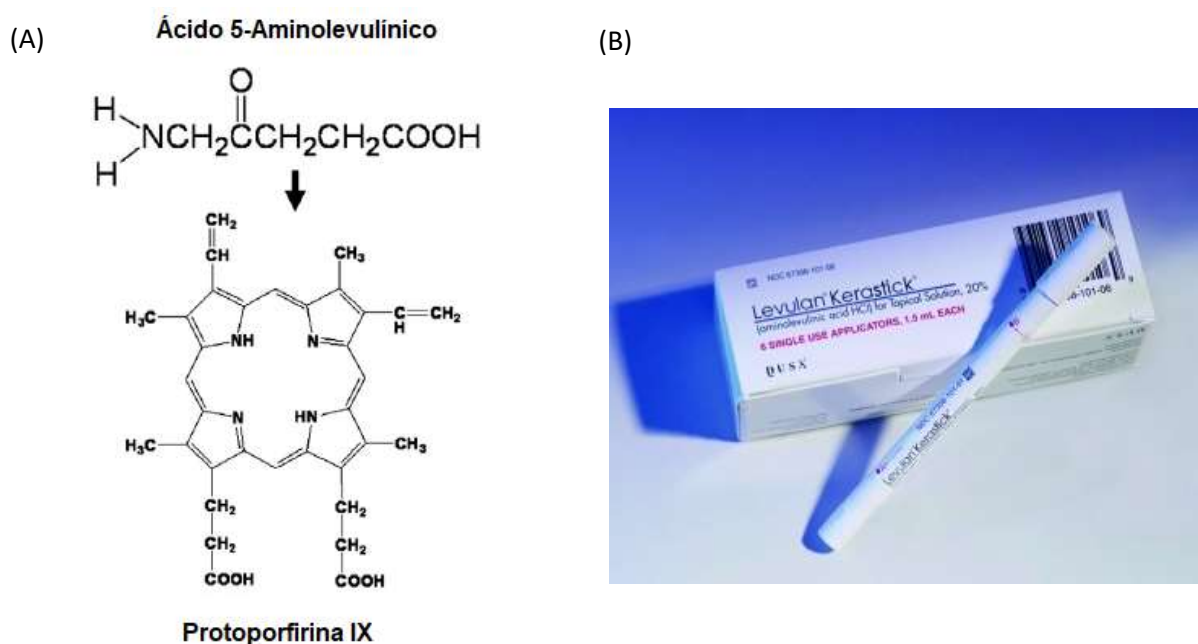 (A)
Ácido 5-Aminolevulínico
O
H
NCH₂CCH₂CH₂COOH
H
CH₂
CH
CH₃
H₃C
C
H
CH₂
NH
N
N
HN
H₃C
CH₃
CH₂
CH₂
CH₂
CH₂
COOH
COOH
Protoporfirina IX
(B)
NDC
Levulan® Kerastick®
(aminolevulinic acid HCl) for Topical Solution, 20%
6 SINGLE USE APPLICATORS, 1.5 mL EACH
Levulan® Kerastick®